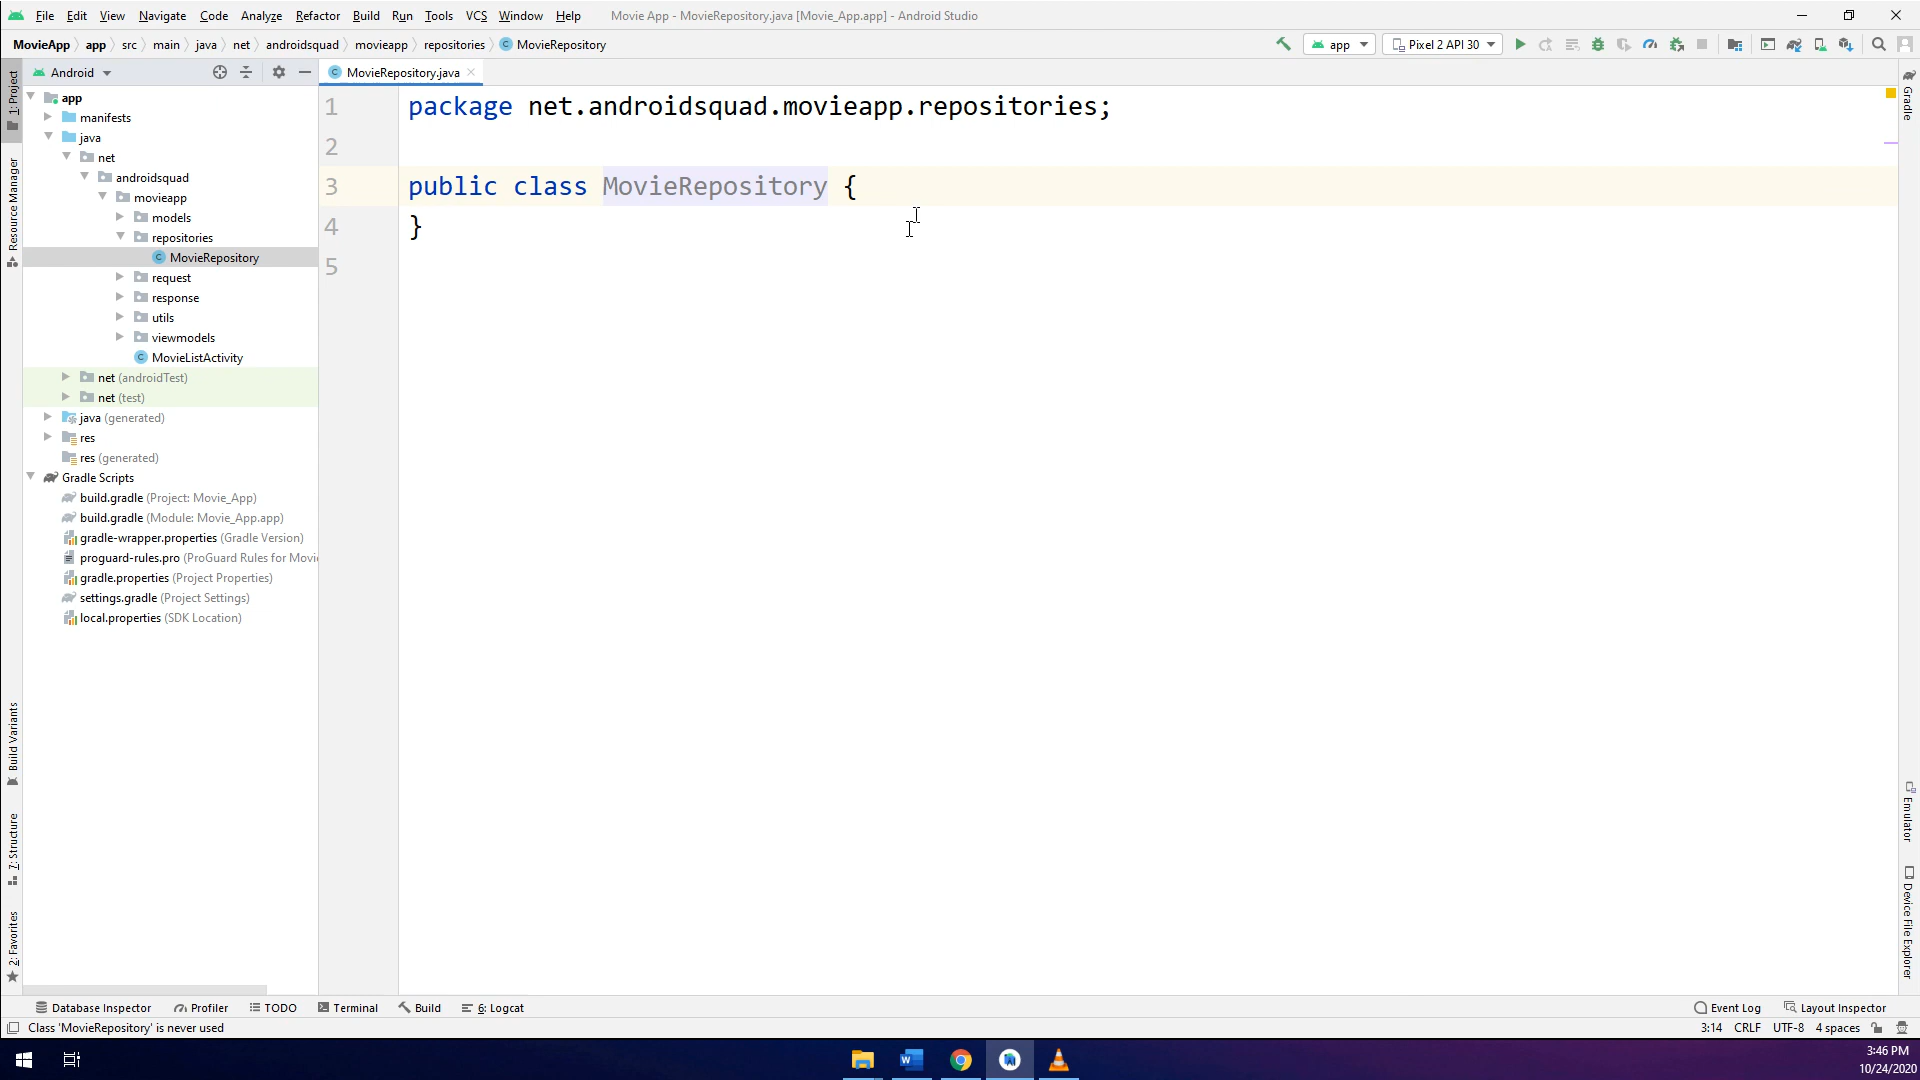 File Edit View Navigate Code Analyze Refactor Build Run Tools VCS Window Help Movie App - MovieRepository.java [Movie_App.app] - Android Studio
MovieApp app src main java net androidsquad movieapp repositories MovieRepository app Pixel 2 API 30
Android MovieRepository.java
1: Project
Resource Manager
Build Variants
7: Structure
2: Favorites
app
manifests
java
net
androidsquad
movieapp
models
repositories
MovieRepository
request
response
utils
viewmodels
MovieListActivity
net (androidTest)
net (test)
java (generated)
res
res (generated)
Gradle Scripts
build.gradle (Project: Movie_App)
build.gradle (Module: Movie_App.app)
gradle-wrapper.properties (Gradle Version)
proguard-rules.pro (ProGuard Rules for Movi
gradle.properties (Project Properties)
settings.gradle (Project Settings)
local.properties (SDK Location)
1 package net.androidsquad.movieapp.repositories;
2
3 public class MovieRepository {
4 }
5
Gradle
Emulator
Device File Explorer
Database Inspector Profiler TODO Terminal Build 6: Logcat Event Log Layout Inspector
Class 'MovieRepository' is never used 3:14 CRLF UTF-8 4 spaces
3:46 PM
10/24/2020